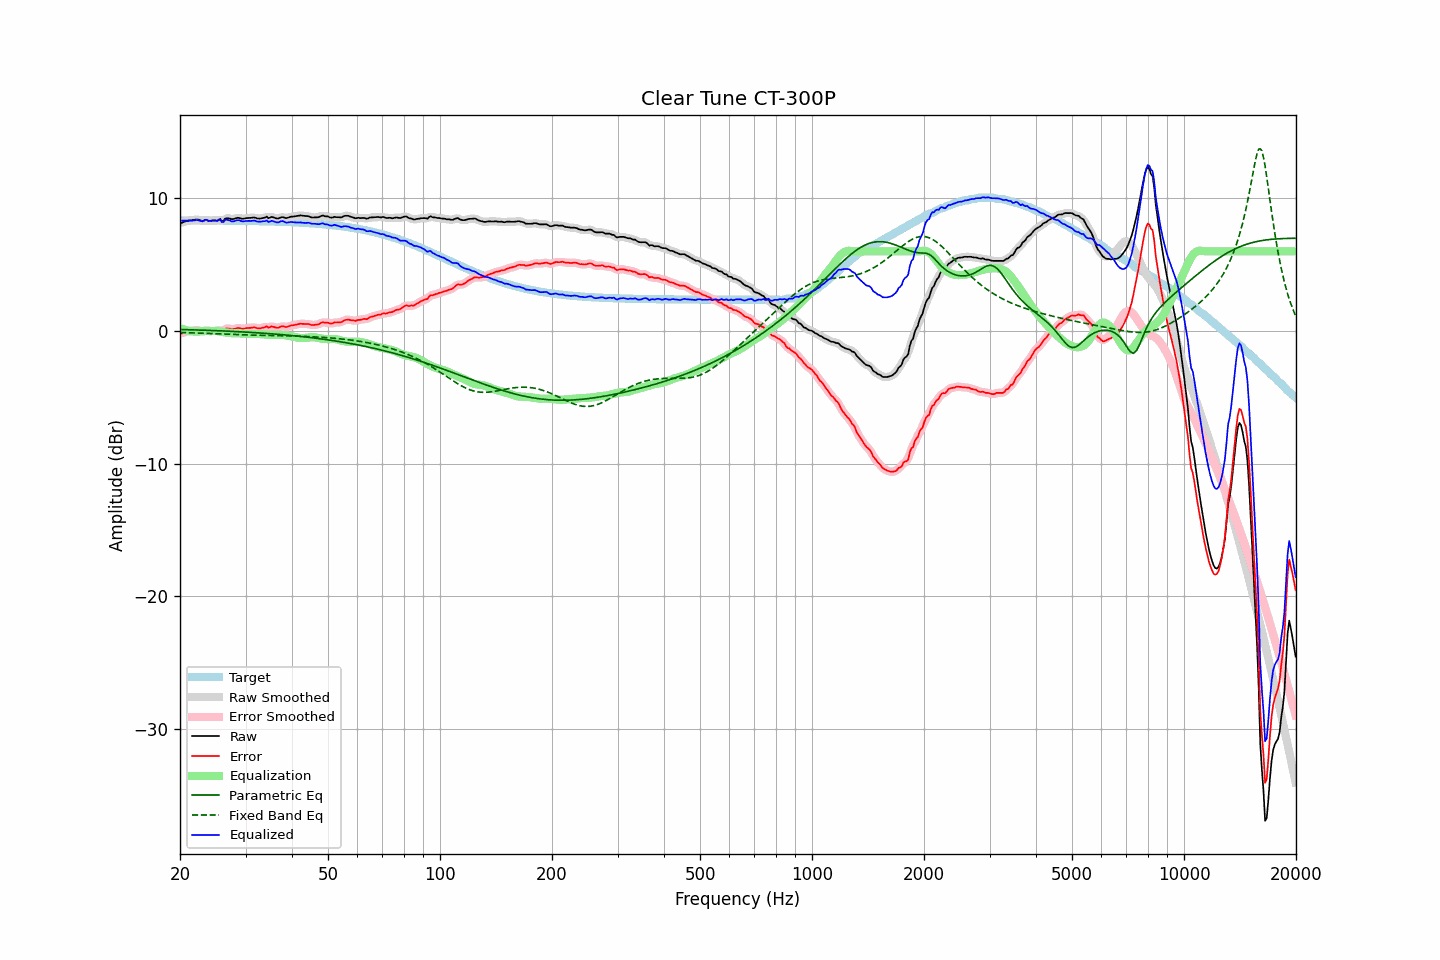 Clear Tune CT-300P
Amplitude (dBr)
10
0
−10
−20
−30
Target
Raw Smoothed
Error Smoothed
Raw
Error
Equalization
Parametric Eq
Fixed Band Eq
Equalized
20 50 100 200 500 1000 2000 5000 10000 20000
Frequency (Hz)